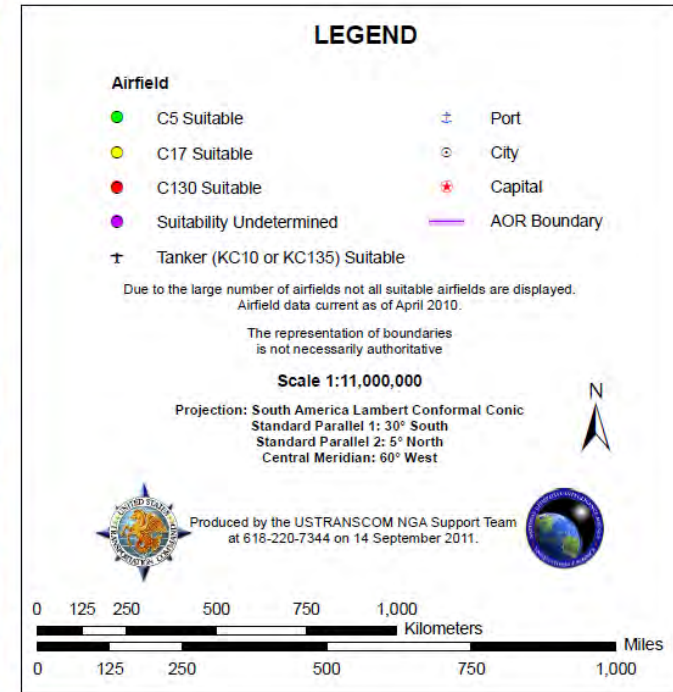 LEGEND
Airfield
C5 Suitable
C17 Suitable
C130 Suitable
Suitability Undetermined
Tanker (KC10 or KC135) Suitable
Port
City
Capital
AOR Boundary
Due to the large number of airfields not all suitable airfields are displayed.
Airfield data current as of April 2010.
The representation of boundaries
is not necessarily authoritative
Scale 1:11,000,000
Projection: South America Lambert Conformal Conic
Standard Parallel 1: 30° South
Standard Parallel 2: 5° North
Central Meridian: 60° West
N
UNITED STATES
Produced by the USTRANSCOM NGA Support Team
at 618-220-7344 on 14 September 2011.
0 125 250 500 750 1,000
Kilometers
Miles
0 125 250 500 750 1,000